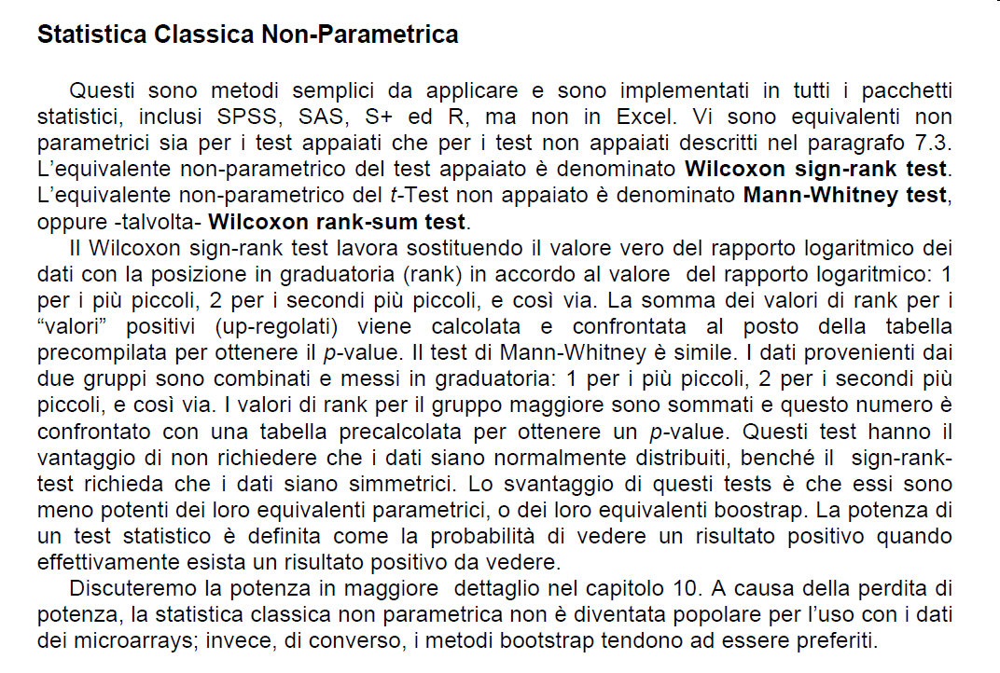 Statistica Classica Non-Parametrica
Questi sono metodi semplici da applicare e sono implementati in tutti i pacchetti
statistici, inclusi SPSS, SAS, S+ ed R, ma non in Excel. Vi sono equivalenti non
parametrici sia per i test appaiati che per i test non appaiati descritti nel paragrafo 7.3.
L’equivalente non-parametrico del test appaiato è denominato Wilcoxon sign-rank test.
L’equivalente non-parametrico del t-Test non appaiato è denominato Mann-Whitney test,
oppure -talvolta- Wilcoxon rank-sum test.
Il Wilcoxon sign-rank test lavora sostituendo il valore vero del rapporto logaritmico dei
dati con la posizione in graduatoria (rank) in accordo al valore del rapporto logaritmico: 1
per i più piccoli, 2 per i secondi più piccoli, e così via. La somma dei valori di rank per i
“valori” positivi (up-regolati) viene calcolata e confrontata al posto della tabella
precompilata per ottenere il p-value. Il test di Mann-Whitney è simile. I dati provenienti dai
due gruppi sono combinati e messi in graduatoria: 1 per i più piccoli, 2 per i secondi più
piccoli, e così via. I valori di rank per il gruppo maggiore sono sommati e questo numero è
confrontato con una tabella precalcolata per ottenere un p-value. Questi test hanno il
vantaggio di non richiedere che i dati siano normalmente distribuiti, benché il sign-rank-
test richieda che i dati siano simmetrici. Lo svantaggio di questi tests è che essi sono
meno potenti dei loro equivalenti parametrici, o dei loro equivalenti boostrap. La potenza di
un test statistico è definita come la probabilità di vedere un risultato positivo quando
effettivamente esista un risultato positivo da vedere.
Discuteremo la potenza in maggiore dettaglio nel capitolo 10. A causa della perdita di
potenza, la statistica classica non parametrica non è diventata popolare per l’uso con i dati
dei microarrays; invece, di converso, i metodi bootstrap tendono ad essere preferiti.